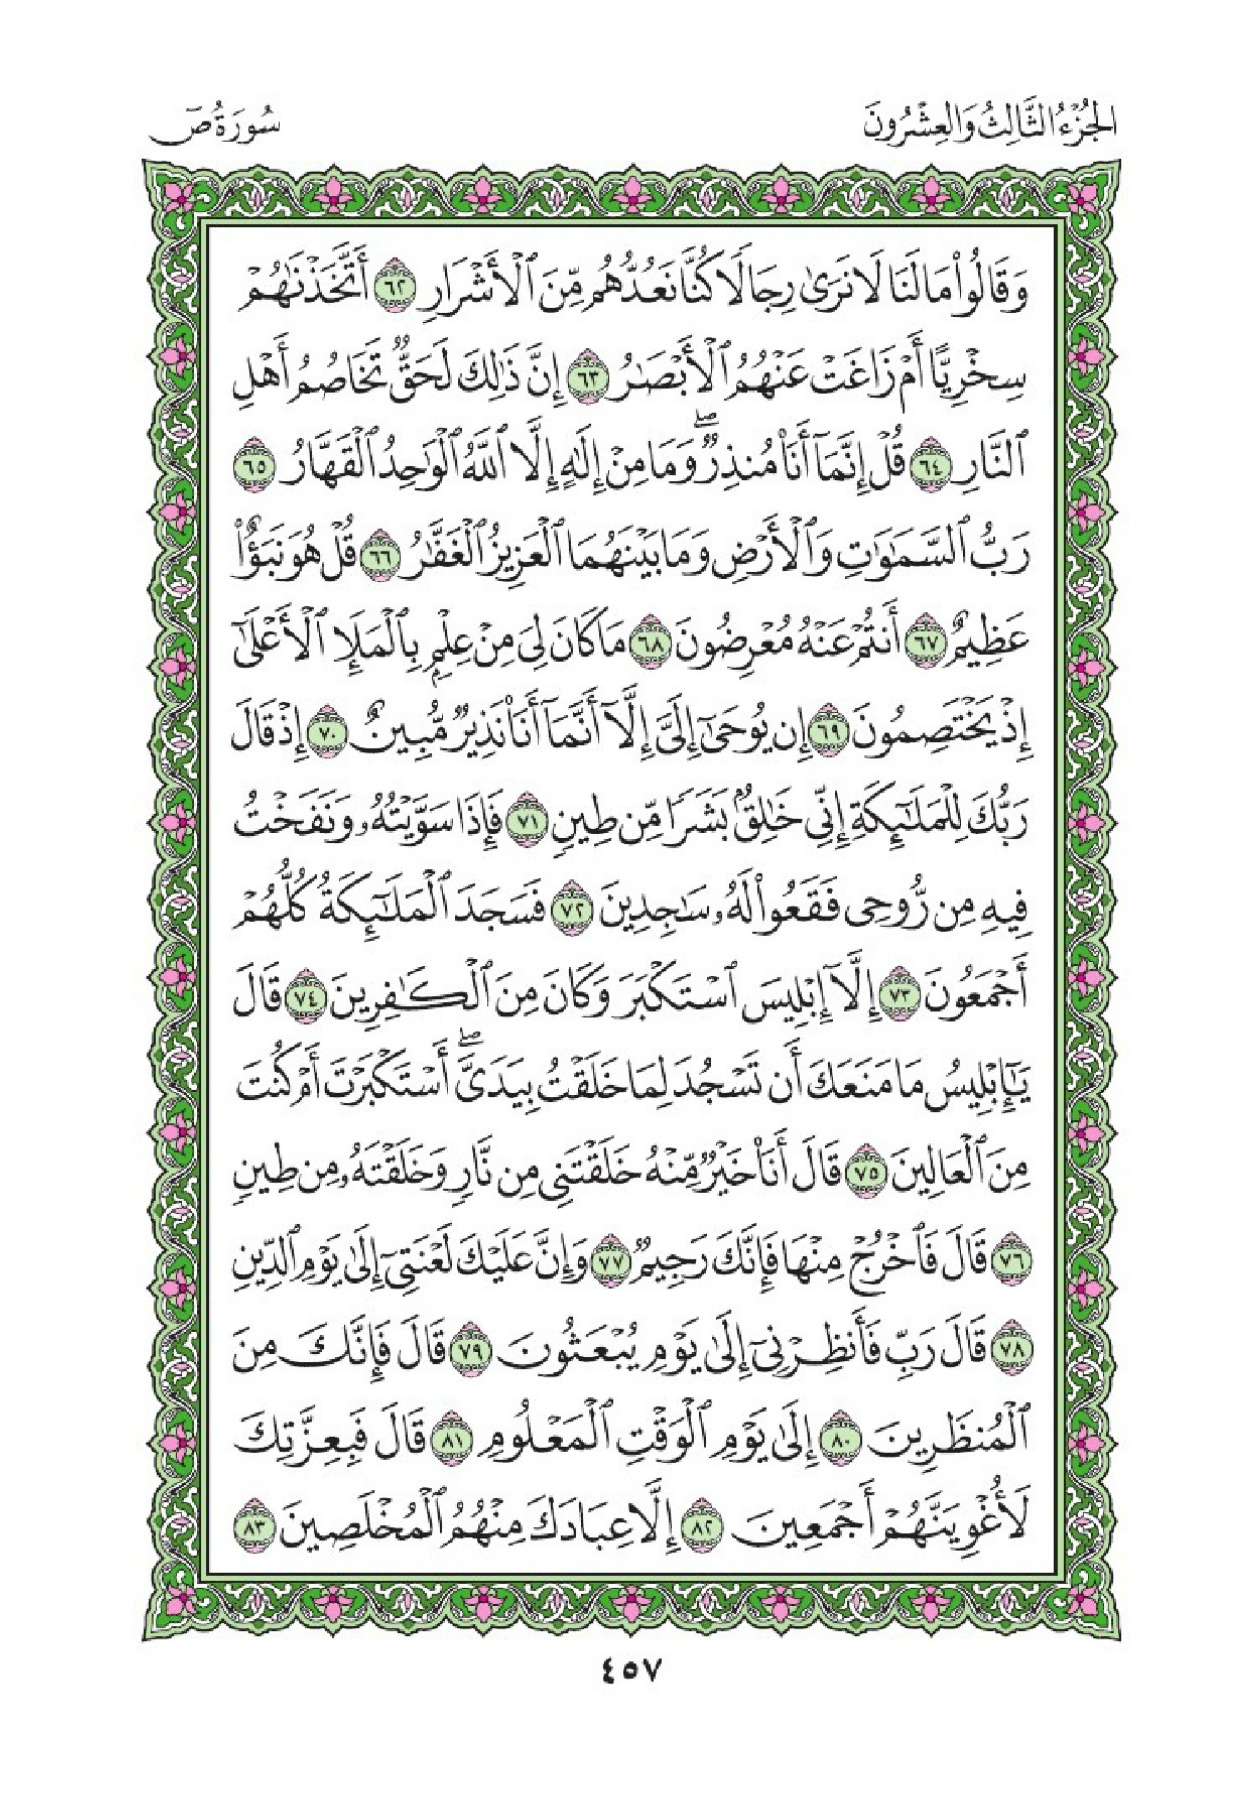 الجُزْءُ الثَّالِثُ وَالعِشْرُونَ
سُورَةُ صٓ
وَقَالُوا۟ مَا لَنَا لَا نَرَىٰ رِجَالًا كُنَّا نَعُدُّهُم مِّنَ ٱلْأَشْرَارِ ٦٢ أَتَّخَذْنَٰهُمْ
سِخْرِيًّا أَمْ زَاغَتْ عَنْهُمُ ٱلْأَبْصَٰرُ ٦٣ إِنَّ ذَٰلِكَ لَحَقٌّ تَخَاصُمُ أَهْلِ
ٱلنَّارِ ٦٤ قُلْ إِنَّمَآ أَنَا۠ مُنذِرٌ ۖ وَمَا مِنْ إِلَٰهٍ إِلَّا ٱللَّهُ ٱلْوَٰحِدُ ٱلْقَهَّارُ ٦٥
رَبُّ ٱلسَّمَٰوَٰتِ وَٱلْأَرْضِ وَمَا بَيْنَهُمَا ٱلْعَزِيزُ ٱلْغَفَّٰرُ ٦٦ قُلْ هُوَ نَبَؤٌا۟
عَظِيمٌ ٦٧ أَنتُمْ عَنْهُ مُعْرِضُونَ ٦٨ مَا كَانَ لِىَ مِنْ عِلْمٍۭ بِٱلْمَلَإِ ٱلْأَعْلَىٰٓ
إِذْ يَخْتَصِمُونَ ٦٩ إِن يُوحَىٰٓ إِلَىَّ إِلَّآ أَنَّمَآ أَنَا۠ نَذِيرٌ مُّبِينٌ ٧٠ إِذْ قَالَ
رَبُّكَ لِلْمَلَٰٓئِكَةِ إِنِّى خَٰلِقٌۢ بَشَرًا مِّن طِينٍ ٧١ فَإِذَا سَوَّيْتُهُۥ وَنَفَخْتُ
فِيهِ مِن رُّوحِى فَقَعُوا۟ لَهُۥ سَٰجِدِينَ ٧٢ فَسَجَدَ ٱلْمَلَٰٓئِكَةُ كُلُّهُمْ
أَجْمَعُونَ ٧٣ إِلَّآ إِبْلِيسَ ٱسْتَكْبَرَ وَكَانَ مِنَ ٱلْكَٰفِرِينَ ٧٤ قَالَ
يَٰٓإِبْلِيسُ مَا مَنَعَكَ أَن تَسْجُدَ لِمَا خَلَقْتُ بِيَدَىَّ ۖ أَسْتَكْبَرْتَ أَمْ كُنتَ
مِنَ ٱلْعَالِينَ ٧٥ قَالَ أَنَا۠ خَيْرٌ مِّنْهُ خَلَقْتَنِى مِن نَّارٍ وَخَلَقْتَهُۥ مِن طِينٍ
٧٦ قَالَ فَٱخْرُجْ مِنْهَا فَإِنَّكَ رَجِيمٌ ٧٧ وَإِنَّ عَلَيْكَ لَعْنَتِىٓ إِلَىٰ يَوْمِ ٱلدِّينِ
٧٨ قَالَ رَبِّ فَأَنظِرْنِىٓ إِلَىٰ يَوْمِ يُبْعَثُونَ ٧٩ قَالَ فَإِنَّكَ مِنَ
ٱلْمُنظَرِينَ ٨٠ إِلَىٰ يَوْمِ ٱلْوَقْتِ ٱلْمَعْلُومِ ٨١ قَالَ فَبِعِزَّتِكَ
لَأُغْوِيَنَّهُمْ أَجْمَعِينَ ٨٢ إِلَّا عِبَادَكَ مِنْهُمُ ٱلْمُخْلَصِينَ ٨٣
٤٥٧